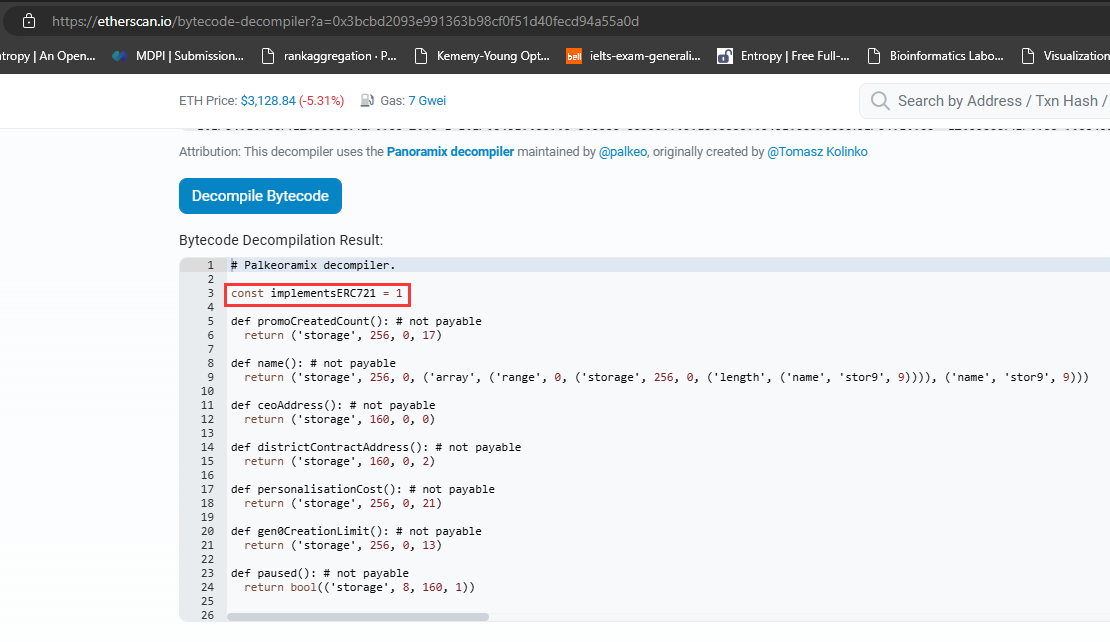 https://etherscan.io/bytecode-decompiler?a=0x3bcbd2093e991363b98cf0f51d40fecd94a55a0d
tropy | An Open... MDPI | Submission... rankaggregation · P... Kemeny-Young Opt... bell ielts-exam-generali... Entropy | Free Full-... Bioinformatics Labo... Visualization
ETH Price: $3,128.84 (-5.31%) Gas: 7 Gwei
Search by Address / Txn Hash /
Attribution: This decompiler uses the Panoramix decompiler maintained by @palkeo, originally created by @Tomasz Kolinko
Decompile Bytecode
Bytecode Decompilation Result:
1 # Palkeoramix decompiler.
2
3 const implementsERC721 = 1
4
5 def promoCreatedCount(): # not payable
6 return ('storage', 256, 0, 17)
7
8 def name(): # not payable
9 return ('storage', 256, 0, ('array', ('range', 0, ('storage', 256, 0, ('length', ('name', 'stor9', 9)))), ('name', 'stor9', 9)))
10
11 def ceoAddress(): # not payable
12 return ('storage', 160, 0, 0)
13
14 def districtContractAddress(): # not payable
15 return ('storage', 160, 0, 2)
16
17 def personalisationCost(): # not payable
18 return ('storage', 256, 0, 21)
19
20 def gen0CreationLimit(): # not payable
21 return ('storage', 256, 0, 13)
22
23 def paused(): # not payable
24 return bool(('storage', 8, 160, 1))
25
26